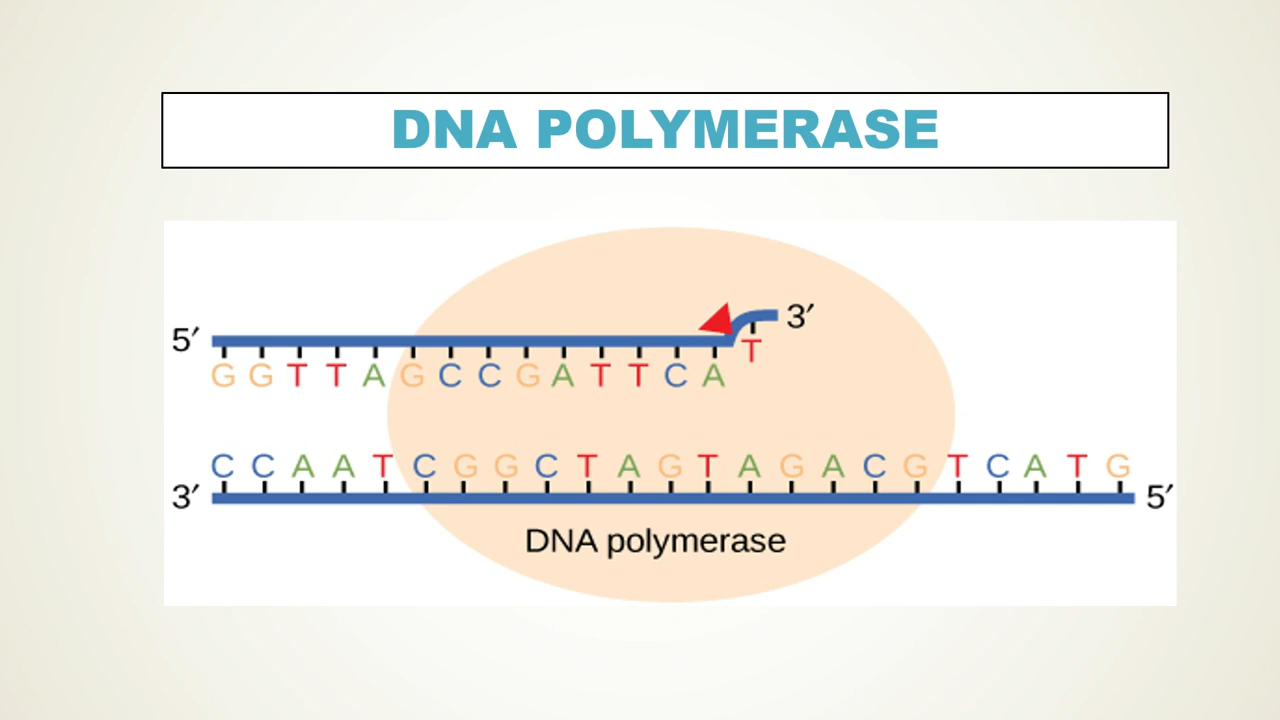 DNA POLYMERASE
5′ 3′
T
G G T T A G C C G A T T C A
C C A A T C G G C T A G T A G A C G T C A T G
3′ 5′
DNA polymerase